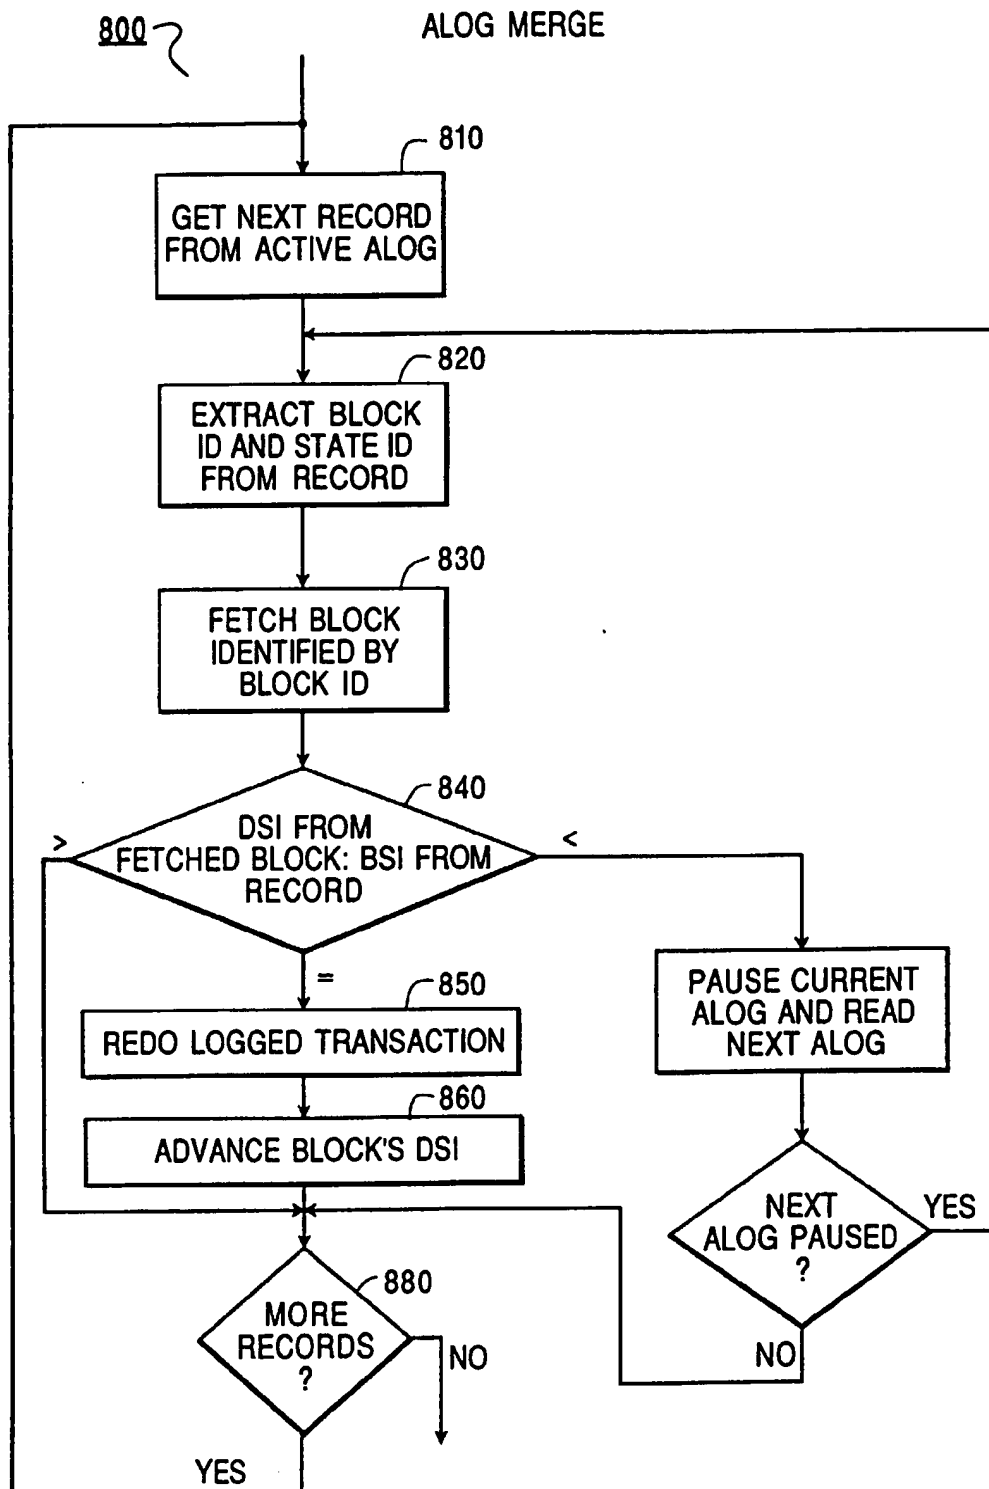 800
ALOG MERGE
810
GET NEXT RECORD
FROM ACTIVE ALOG
820
EXTRACT BLOCK
ID AND STATE ID
FROM RECORD
830
FETCH BLOCK
IDENTIFIED BY
BLOCK ID
840
>
DSI FROM
FETCHED BLOCK: BSI FROM
RECORD
<
=
PAUSE CURRENT
ALOG AND READ
NEXT ALOG
850
REDO LOGGED TRANSACTION
860
ADVANCE BLOCK'S DSI
NEXT
ALOG PAUSED
?
YES
NO
880
MORE
RECORDS
?
NO
YES